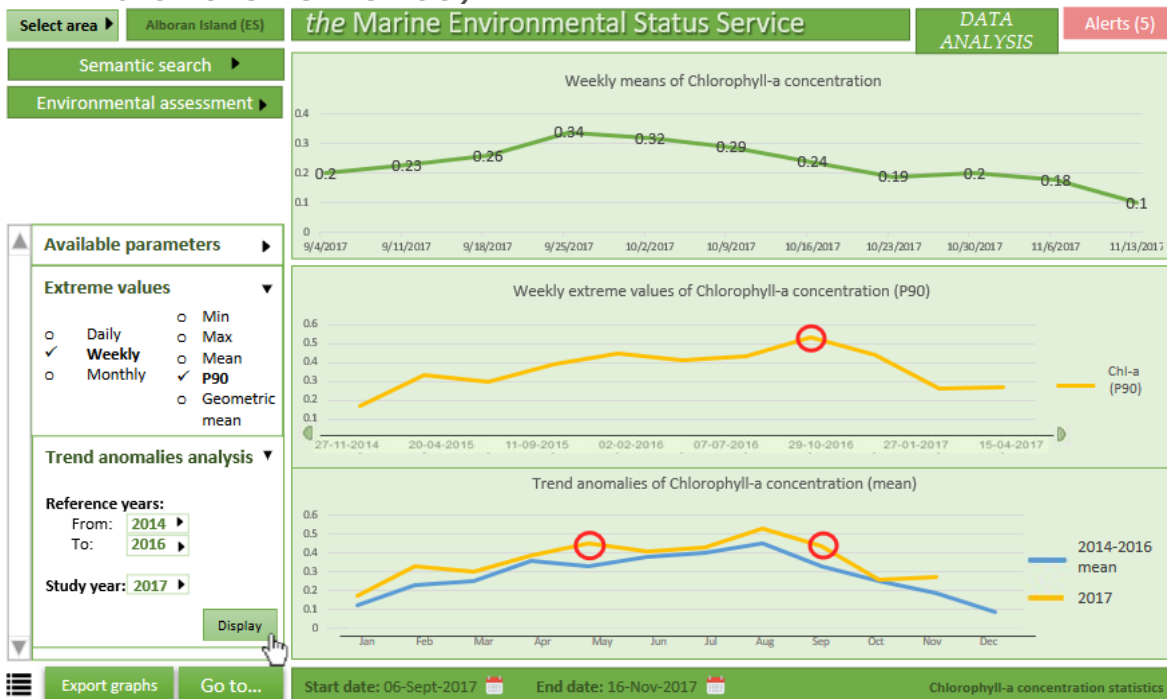 Select area
Alboran Island (ES)
the Marine Environmental Status Service
DATA
ANALYSIS
Alerts (5)
Semantic search
Environmental assessment
Weekly means of Chlorophyll-a concentration
0.4
0.3
0.2
0.1
0
0.2 0.23 0.26 0.34 0.32 0.29 0.24 0.19 0.2 0.18 0.1
9/4/2017 9/11/2017 9/18/2017 9/25/2017 10/2/2017 10/9/2017 10/16/2017 10/23/2017 10/30/2017 11/6/2017 11/13/2017
Available parameters
Extreme values
Daily
Weekly
Monthly
Min
Max
Mean
P90
Geometric
mean
Weekly extreme values of Chlorophyll-a concentration (P90)
0.6
0.5
0.4
0.3
0.2
0.1
27-11-2014 20-04-2015 11-09-2015 02-02-2016 07-07-2016 29-10-2016 27-01-2017 15-04-2017
Chl-a
(P90)
Trend anomalies analysis
Reference years:
From: 2014
To: 2016
Study year: 2017
Display
Trend anomalies of Chlorophyll-a concentration (mean)
0.6
0.5
0.4
0.3
0.2
0.1
0
Jan Feb Mar Apr May Jun Jul Aug Sep Oct Nov Dec
2014-2016
mean
2017
Export graphs
Go to...
Start date: 06-Sept-2017
End date: 16-Nov-2017
Chlorophyll-a concentration statistics